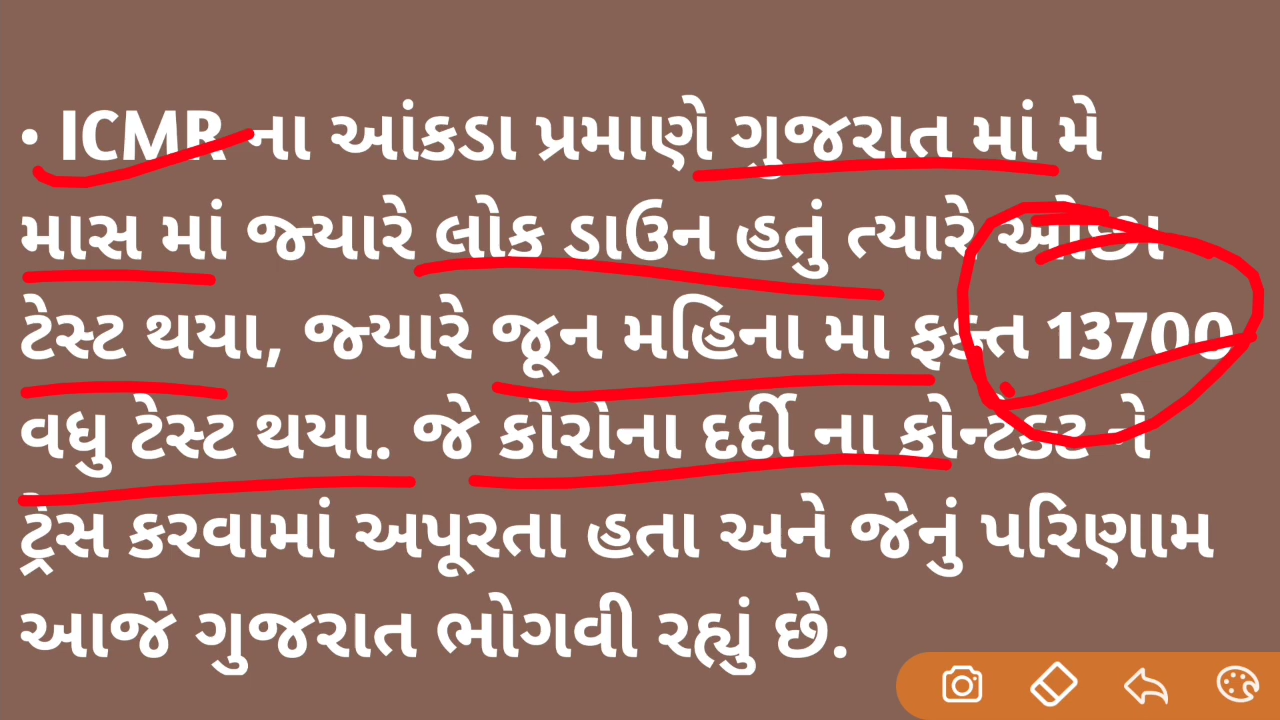 • ICMR ના આંકડા પ્રમાણે ગુજરાત માં મે
માસ માં જ્યારે લોક ડાઉન હતું ત્યારે ઓછા
ટેસ્ટ થયા, જ્યારે જૂન મહિના મા ફક્ત 13700
વધુ ટેસ્ટ થયા. જે કોરોના દર્દી ના કોન્ટેક્ટ ને
ટ્રેસ કરવામાં અપૂરતા હતા અને જેનું પરિણામ
આજે ગુજરાત ભોગવી રહ્યું છે.